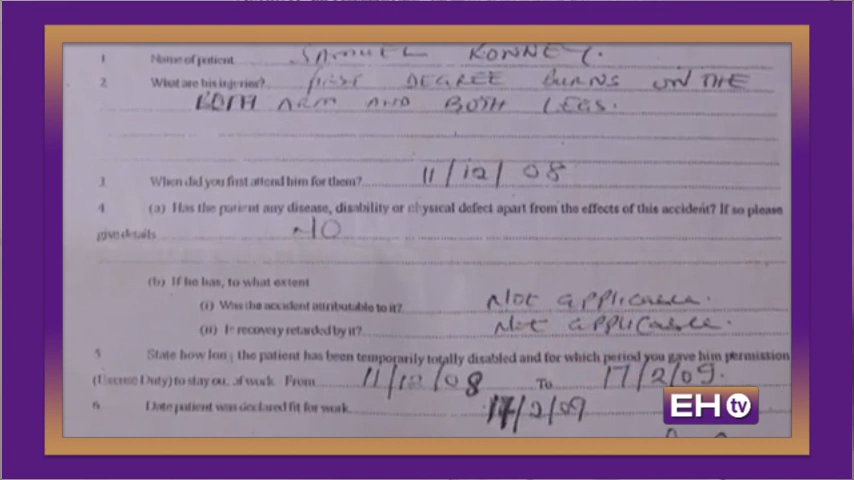 1 Name of patient SAMUEL KONNEY.
2. What are his injuries? FIRST DEGREE BURNS ON THE
BOTH ARM AND BOTH LEGS.
3. When did you first attend him for them? 11/12/08
4. (a) Has the patient any disease, disability or physical defect apart from the effects of this accident? If so please
give details NO
(b) If he has, to what extent
(i) Was the accident attributable to it? Not applicable.
(ii) Is recovery retarded by it? Not applicable.
5. State how long the patient has been temporarily totally disabled and for which period you gave him permission
(Excuse Duty) to stay out of work. From 11/12/08 To 17/2/09.
6. Date patient was declared fit for work 17/2/09
EH tv